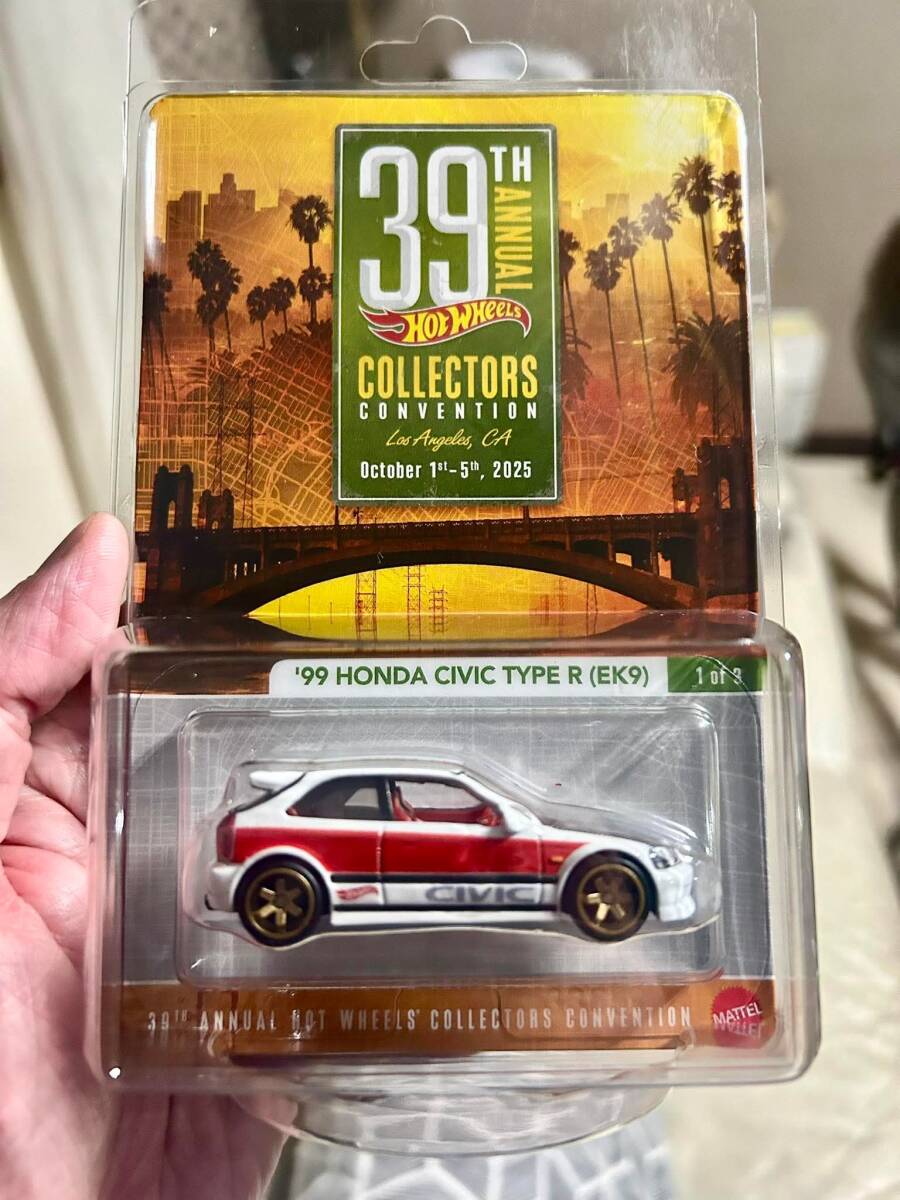 39TH
ANNUAL
HOT WHEELS
COLLECTORS
CONVENTION
Los Angeles, CA
October 1st-5th, 2025
'99 HONDA CIVIC TYPE R (EK9)
1 of 3
CIVIC
39TH ANNUAL HOT WHEELS COLLECTORS CONVENTION
MATTEL